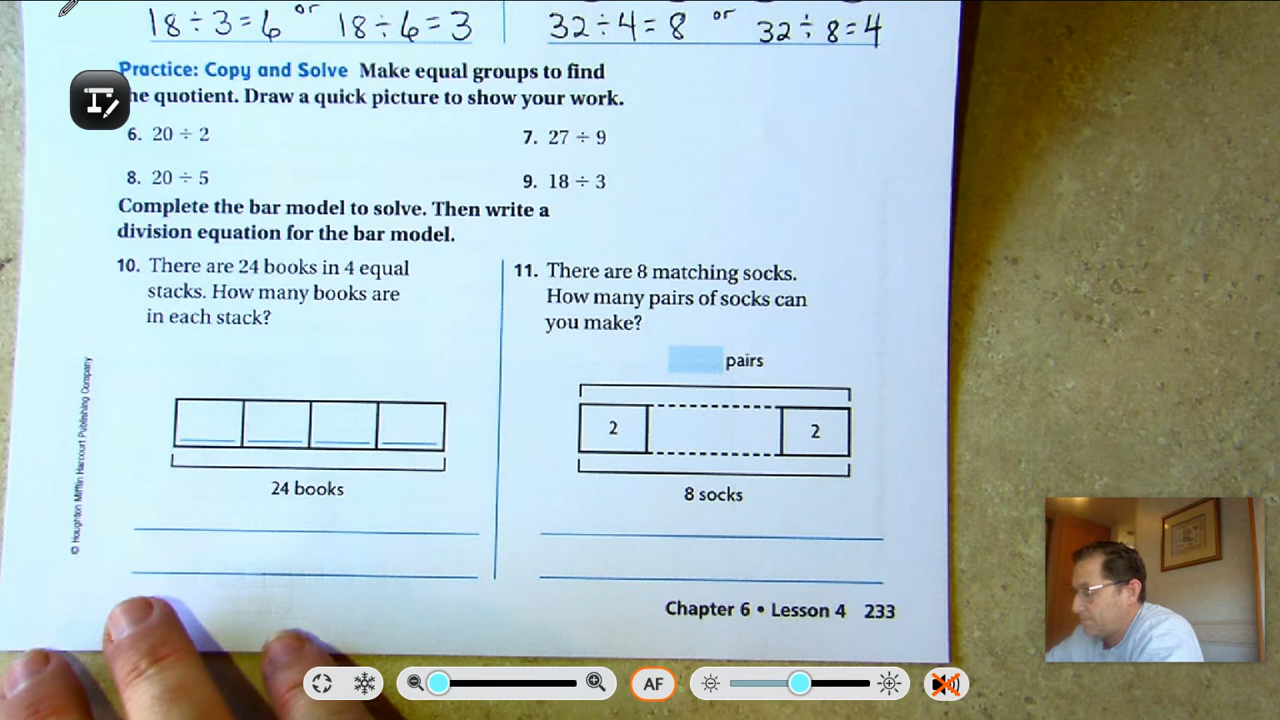 18 ÷ 3 = 6 or 18 ÷ 6 = 3
32 ÷ 4 = 8 or 32 ÷ 8 = 4
Practice: Copy and Solve Make equal groups to find
he quotient. Draw a quick picture to show your work.
6. 20 ÷ 2
7. 27 ÷ 9
8. 20 ÷ 5
9. 18 ÷ 3
Complete the bar model to solve. Then write a
division equation for the bar model.
10. There are 24 books in 4 equal
stacks. How many books are
in each stack?
24 books
11. There are 8 matching socks.
How many pairs of socks can
you make?
pairs
2 2
8 socks
© Houghton Mifflin Harcourt Publishing Company
Chapter 6 • Lesson 4 233
AF